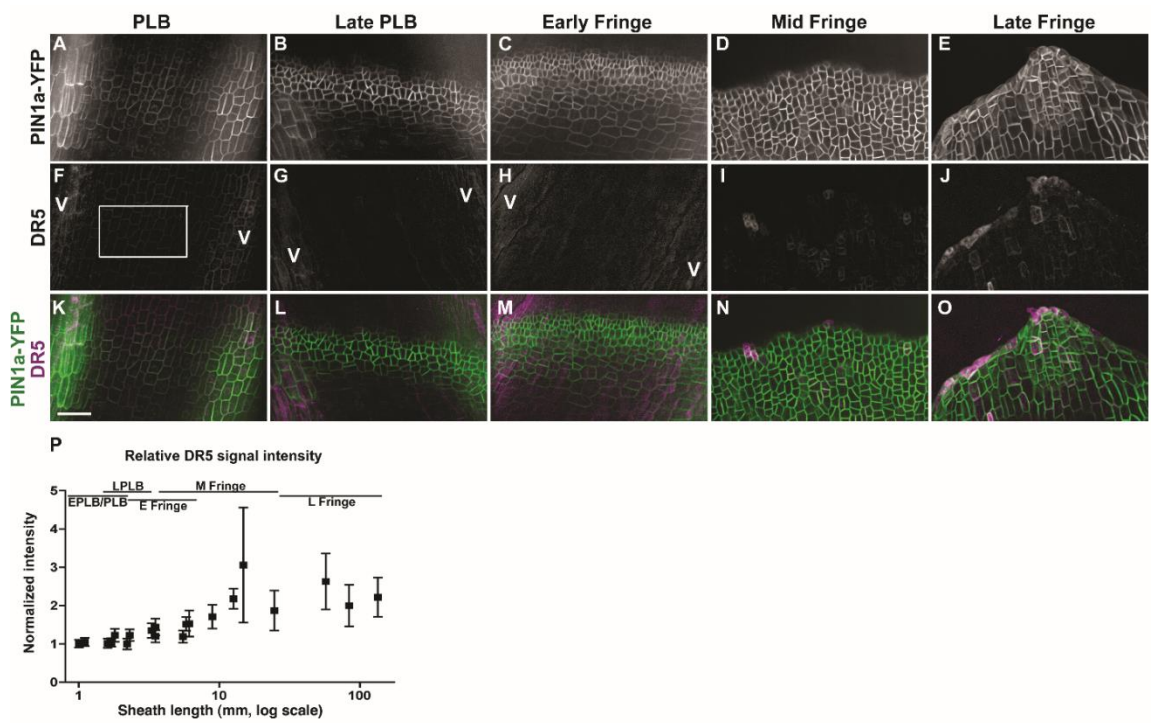 PLB Late PLB Early Fringe Mid Fringe Late Fringe
PIN1a-YFP
A B C D E
DR5
F G H I J
V V V V V V
PIN1a-YFP
DR5
K L M N O
P
Relative DR5 signal intensity
LPLB M Fringe
EPLB/PLB E Fringe L Fringe
Normalized intensity
5
4
3
2
1
0
1 10 100
Sheath length (mm, log scale)